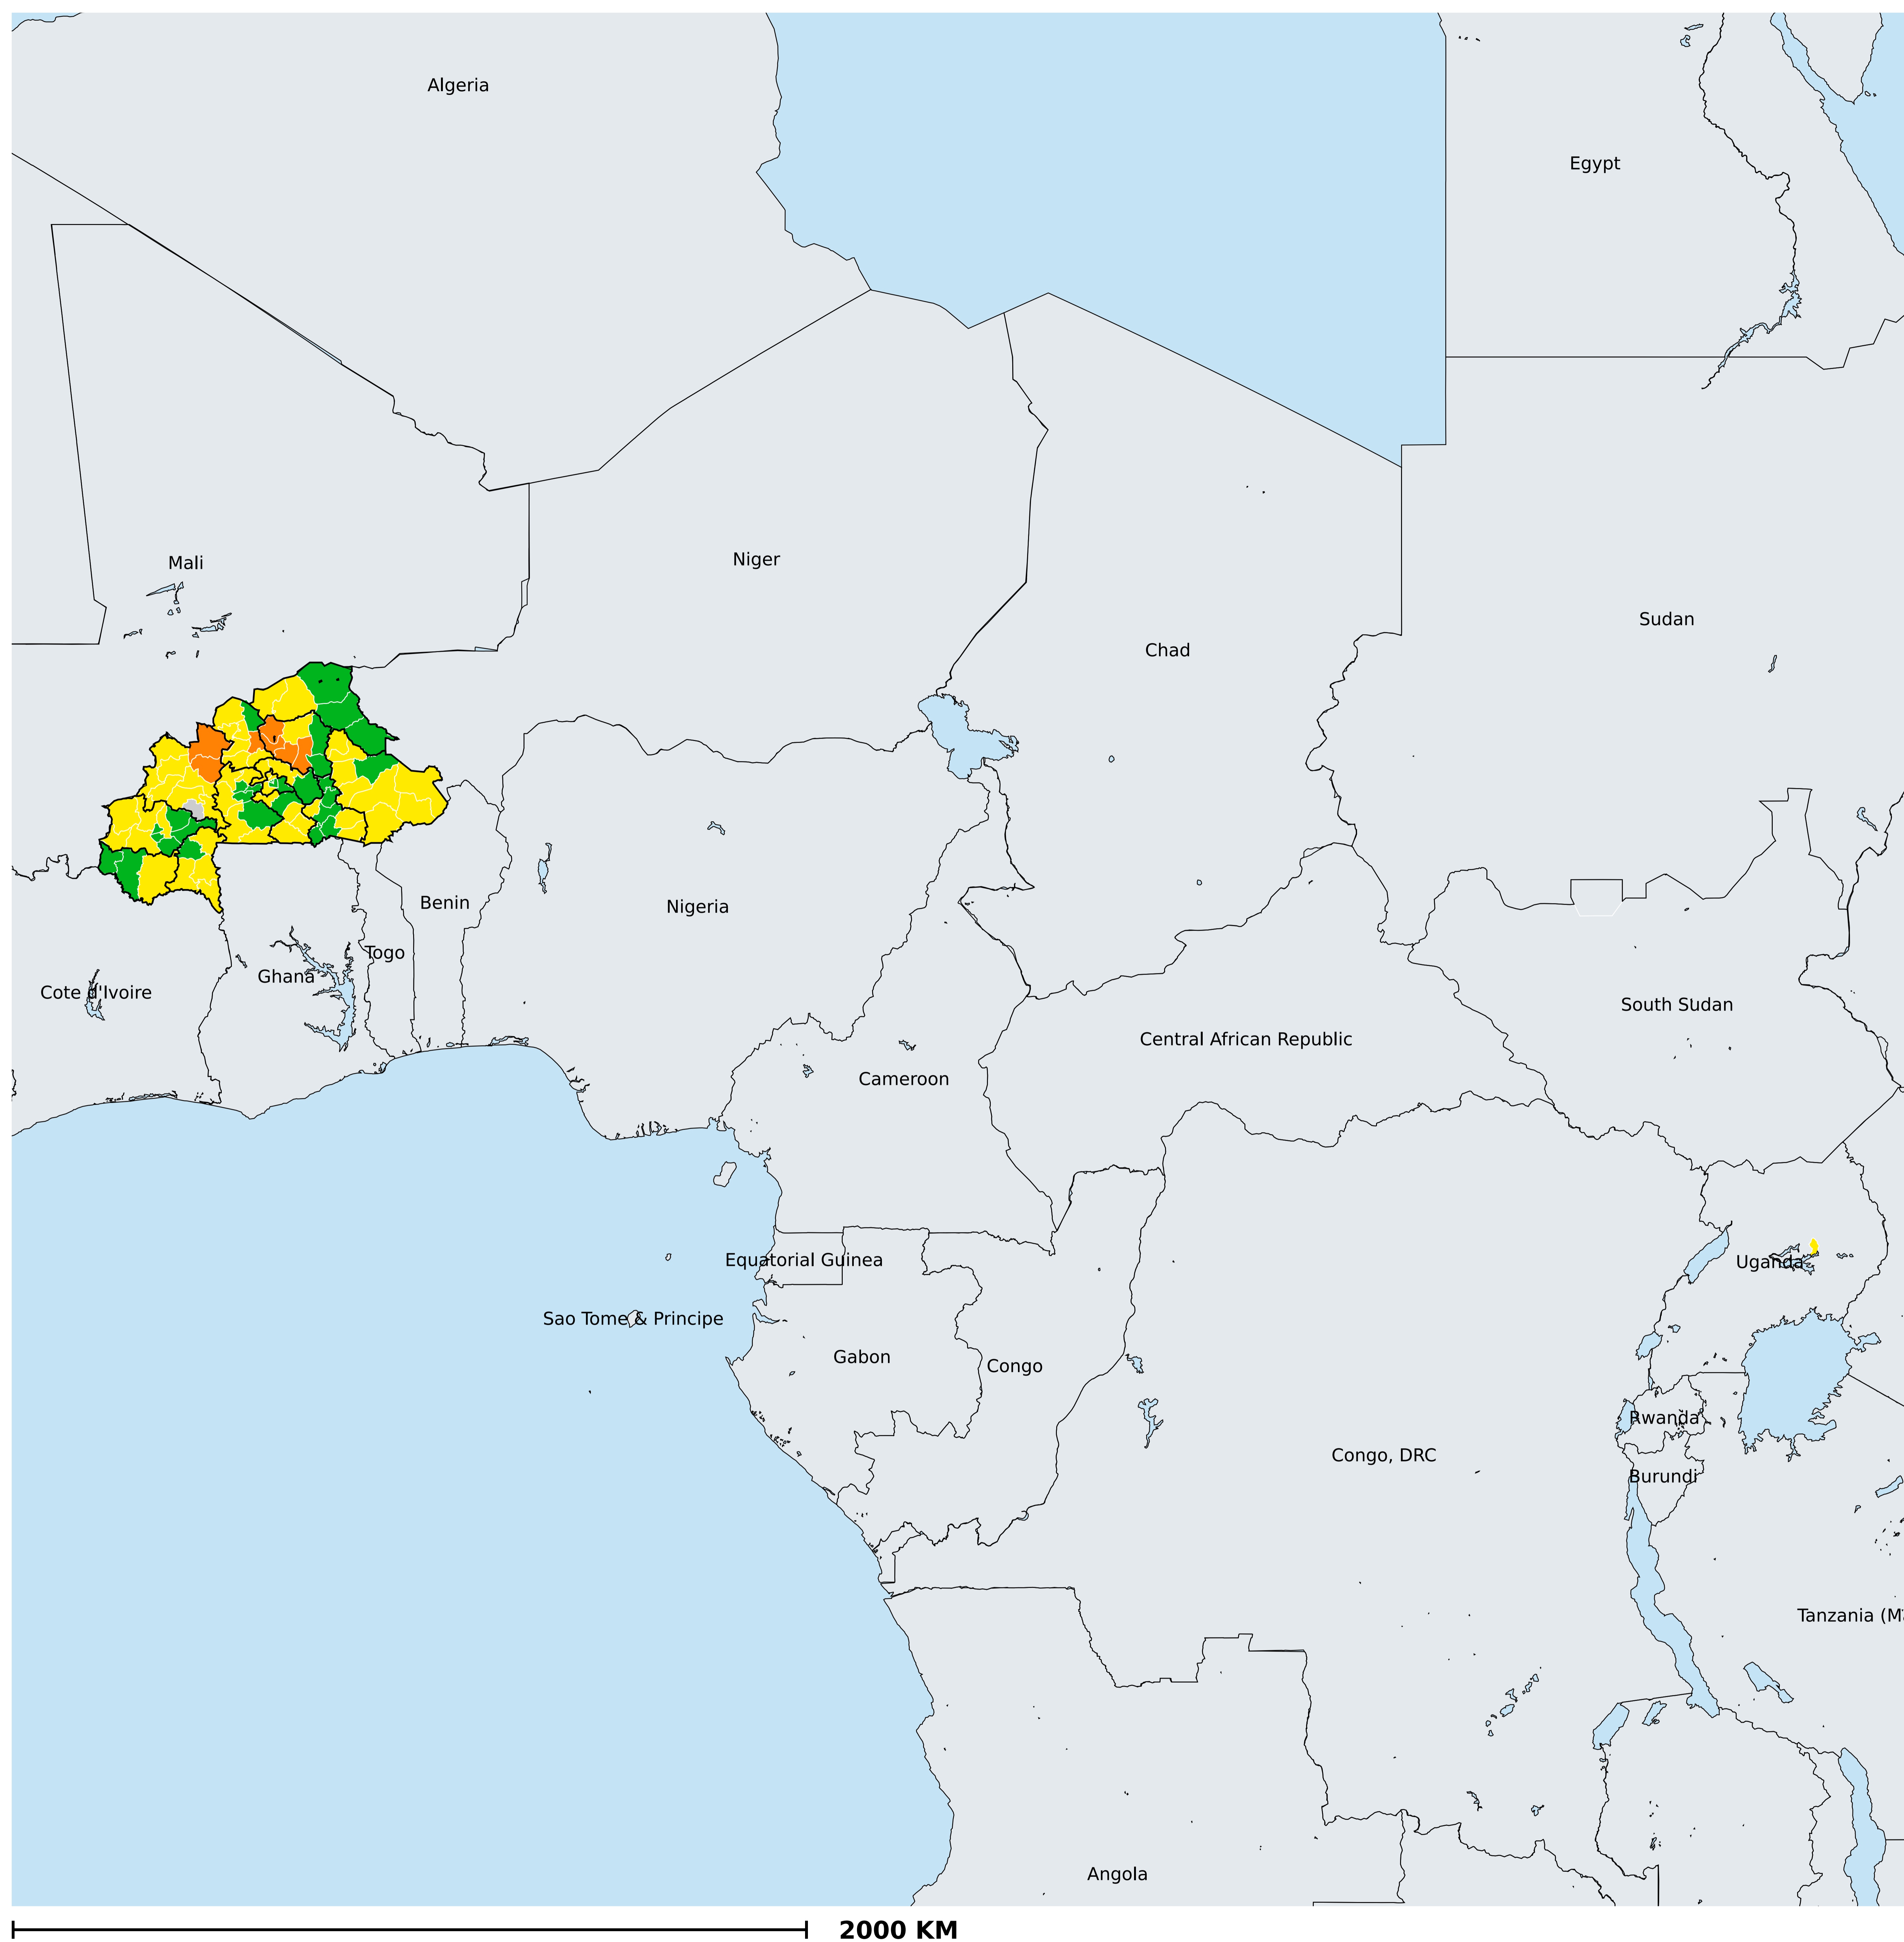 Algeria
Egypt
Mali
Niger
Sudan
Chad
Benin
Nigeria
Togo
Ghana
Cote d'Ivoire
South Sudan
Central African Republic
Cameroon
Equatorial Guinea
Uganda
Sao Tome & Principe
Gabon
Congo
Rwanda
Congo, DRC
Burundi
Tanzania (M
Angola
2000 KM